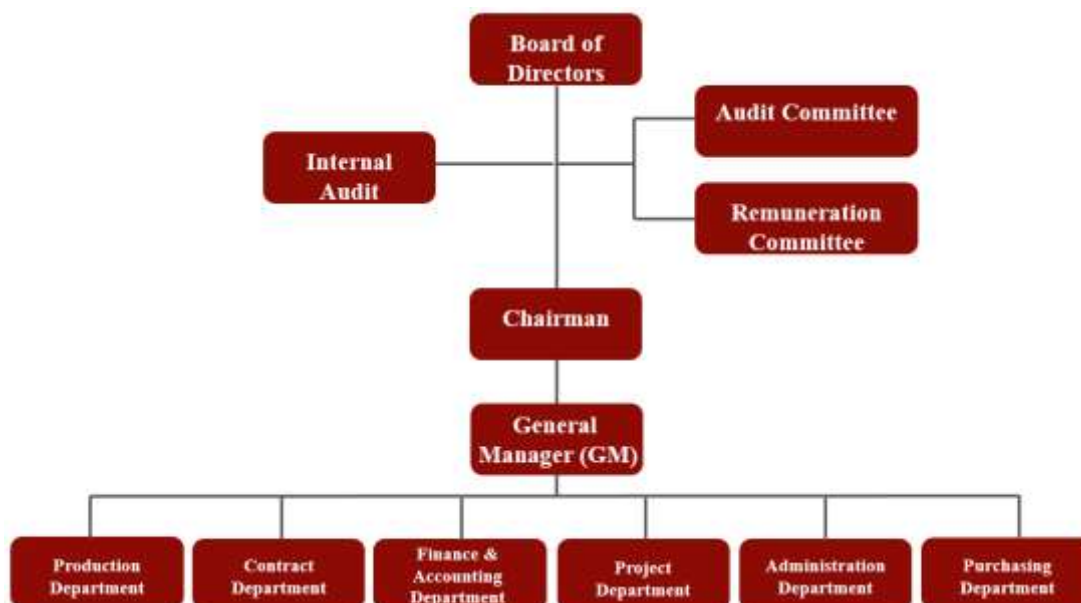 Board of
Directors
Audit Committee
Internal
Audit
Remuneration
Committee
Chairman
General
Manager (GM)
Production
Department
Contract
Department
Finance &
Accounting
Department
Project
Department
Administration
Department
Purchasing
Department